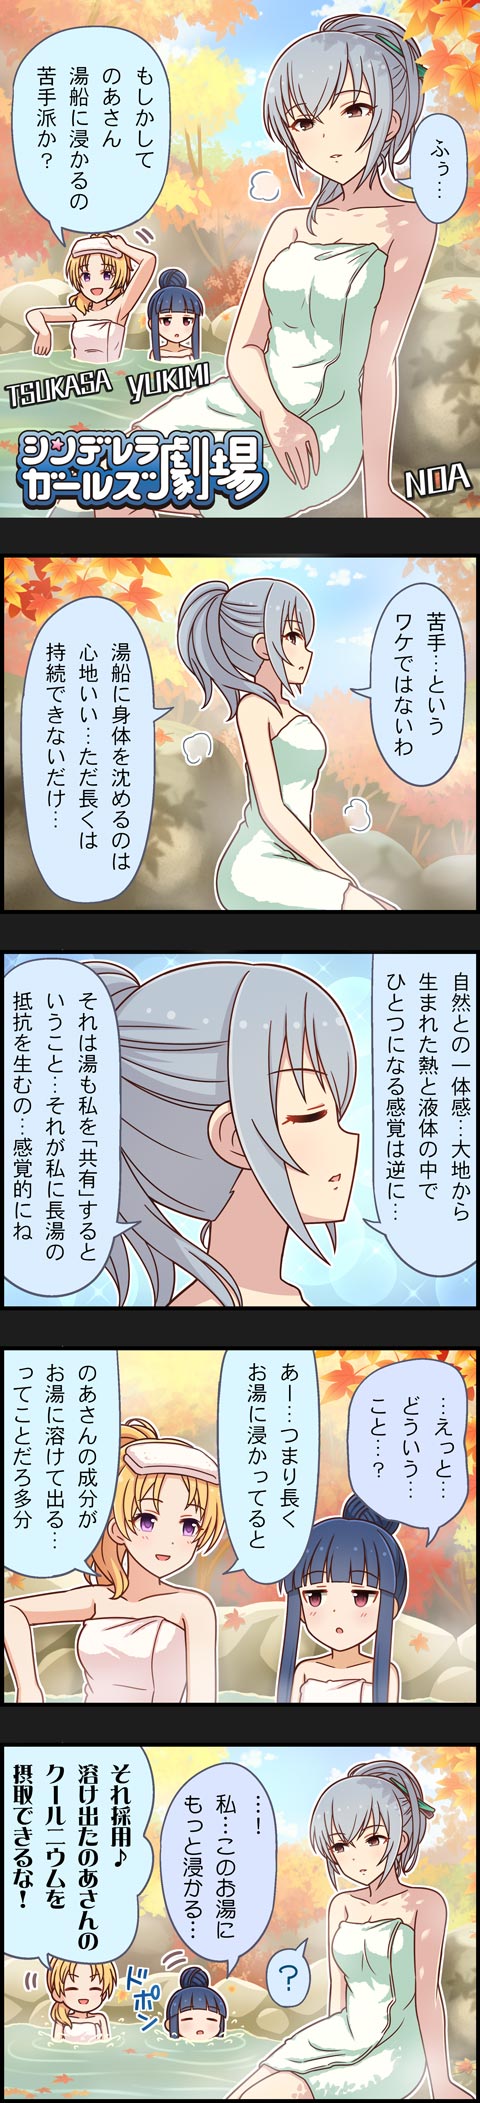 ふぅ…
もしかして
のあさん
湯船に浸かるの
苦手派か?
TSUKASA
YUKIMI
NOA
シンデレラ
ガールズ劇場
苦手…という
ワケではないわ
湯船に身体を沈めるのは
心地いい…ただ長くは
持続できないだけ…
自然との一体感…大地から
生まれた熱と液体の中で
ひとつになる感覚は逆に…
それは湯も私を「共有」すると
いうこと…それが私に長湯の
抵抗を生むの…感覚的にね
…えっと…
どういう…
こと…?
あー…つまり長く
お湯に浸かってると
のあさんの成分が
お湯に溶けて出る…
ってことだろ多分
?
…!
私…このお湯に
もっと浸かる…
ドポン
それ採用♪
溶け出たのあさんの
クールニウムを
摂取できるな!